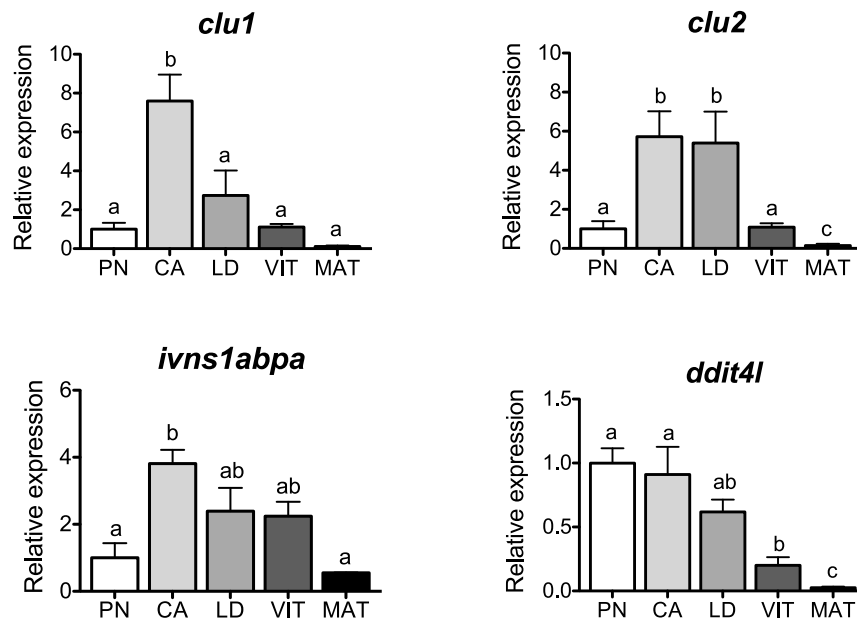 clu1
Relative expression
10
8
6
4
2
0
a
b
a
a
a
PN CA LD VIT MAT
clu2
Relative expression
10
8
6
4
2
0
a
b
b
a
c
PN CA LD VIT MAT
ivns1abpa
Relative expression
6
4
2
0
a
b
ab
ab
a
PN CA LD VIT MAT
ddit4l
Relative expression
1.5
1.0
0.5
0.0
a
a
ab
b
c
PN CA LD VIT MAT